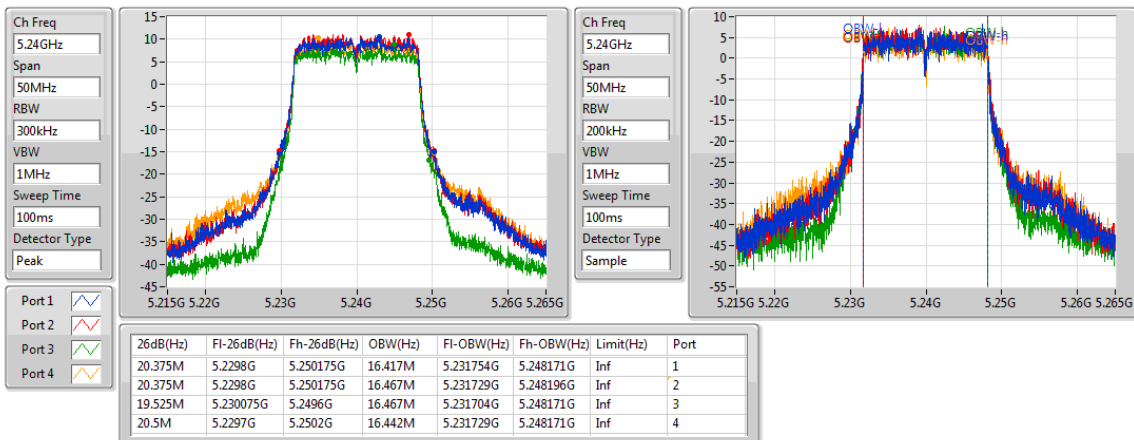 Ch Freq
5.24GHz
Span
50MHz
RBW
300kHz
VBW
1MHz
Sweep Time
100ms
Detector Type
Peak
15
10
5
0
-5
-10
-15
-20
-25
-30
-35
-40
-45
5.215G 5.22G 5.23G 5.24G 5.25G 5.26G 5.265G
Ch Freq
5.24GHz
Span
50MHz
RBW
200kHz
VBW
1MHz
Sweep Time
100ms
Detector Type
Sample
10
5
0
-5
-10
-15
-20
-25
-30
-35
-40
-45
-50
-55
5.215G 5.22G 5.23G 5.24G 5.25G 5.26G 5.265G
Port 1
Port 2
Port 3
Port 4
26dB(Hz) Fl-26dB(Hz) Fh-26dB(Hz) OBW(Hz) Fl-OBW(Hz) Fh-OBW(Hz) Limit(Hz) Port
20.375M 5.2298G 5.250175G 16.417M 5.231754G 5.248171G Inf 1
20.375M 5.2298G 5.250175G 16.467M 5.231729G 5.248196G Inf 2
19.525M 5.230075G 5.2496G 16.467M 5.231704G 5.248171G Inf 3
20.5M 5.2297G 5.2502G 16.442M 5.231729G 5.248171G Inf 4